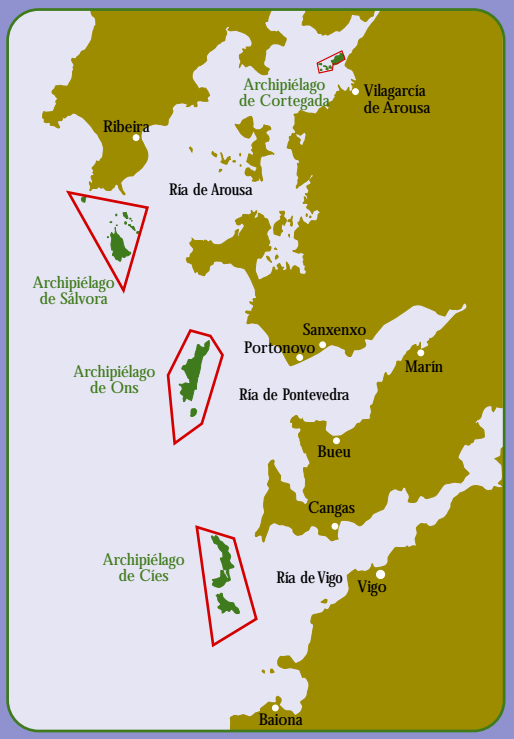 Archipiélago
de Cortegada
Vilagarcía
de Arousa
Ribeira
Ría de Arousa
Archipiélago
de Sálvora
Sanxenxo
Portonovo
Marín
Archipiélago
de Ons
Ría de Pontevedra
Bueu
Cangas
Archipiélago
de Cíes
Ría de Vigo
Vigo
Baiona